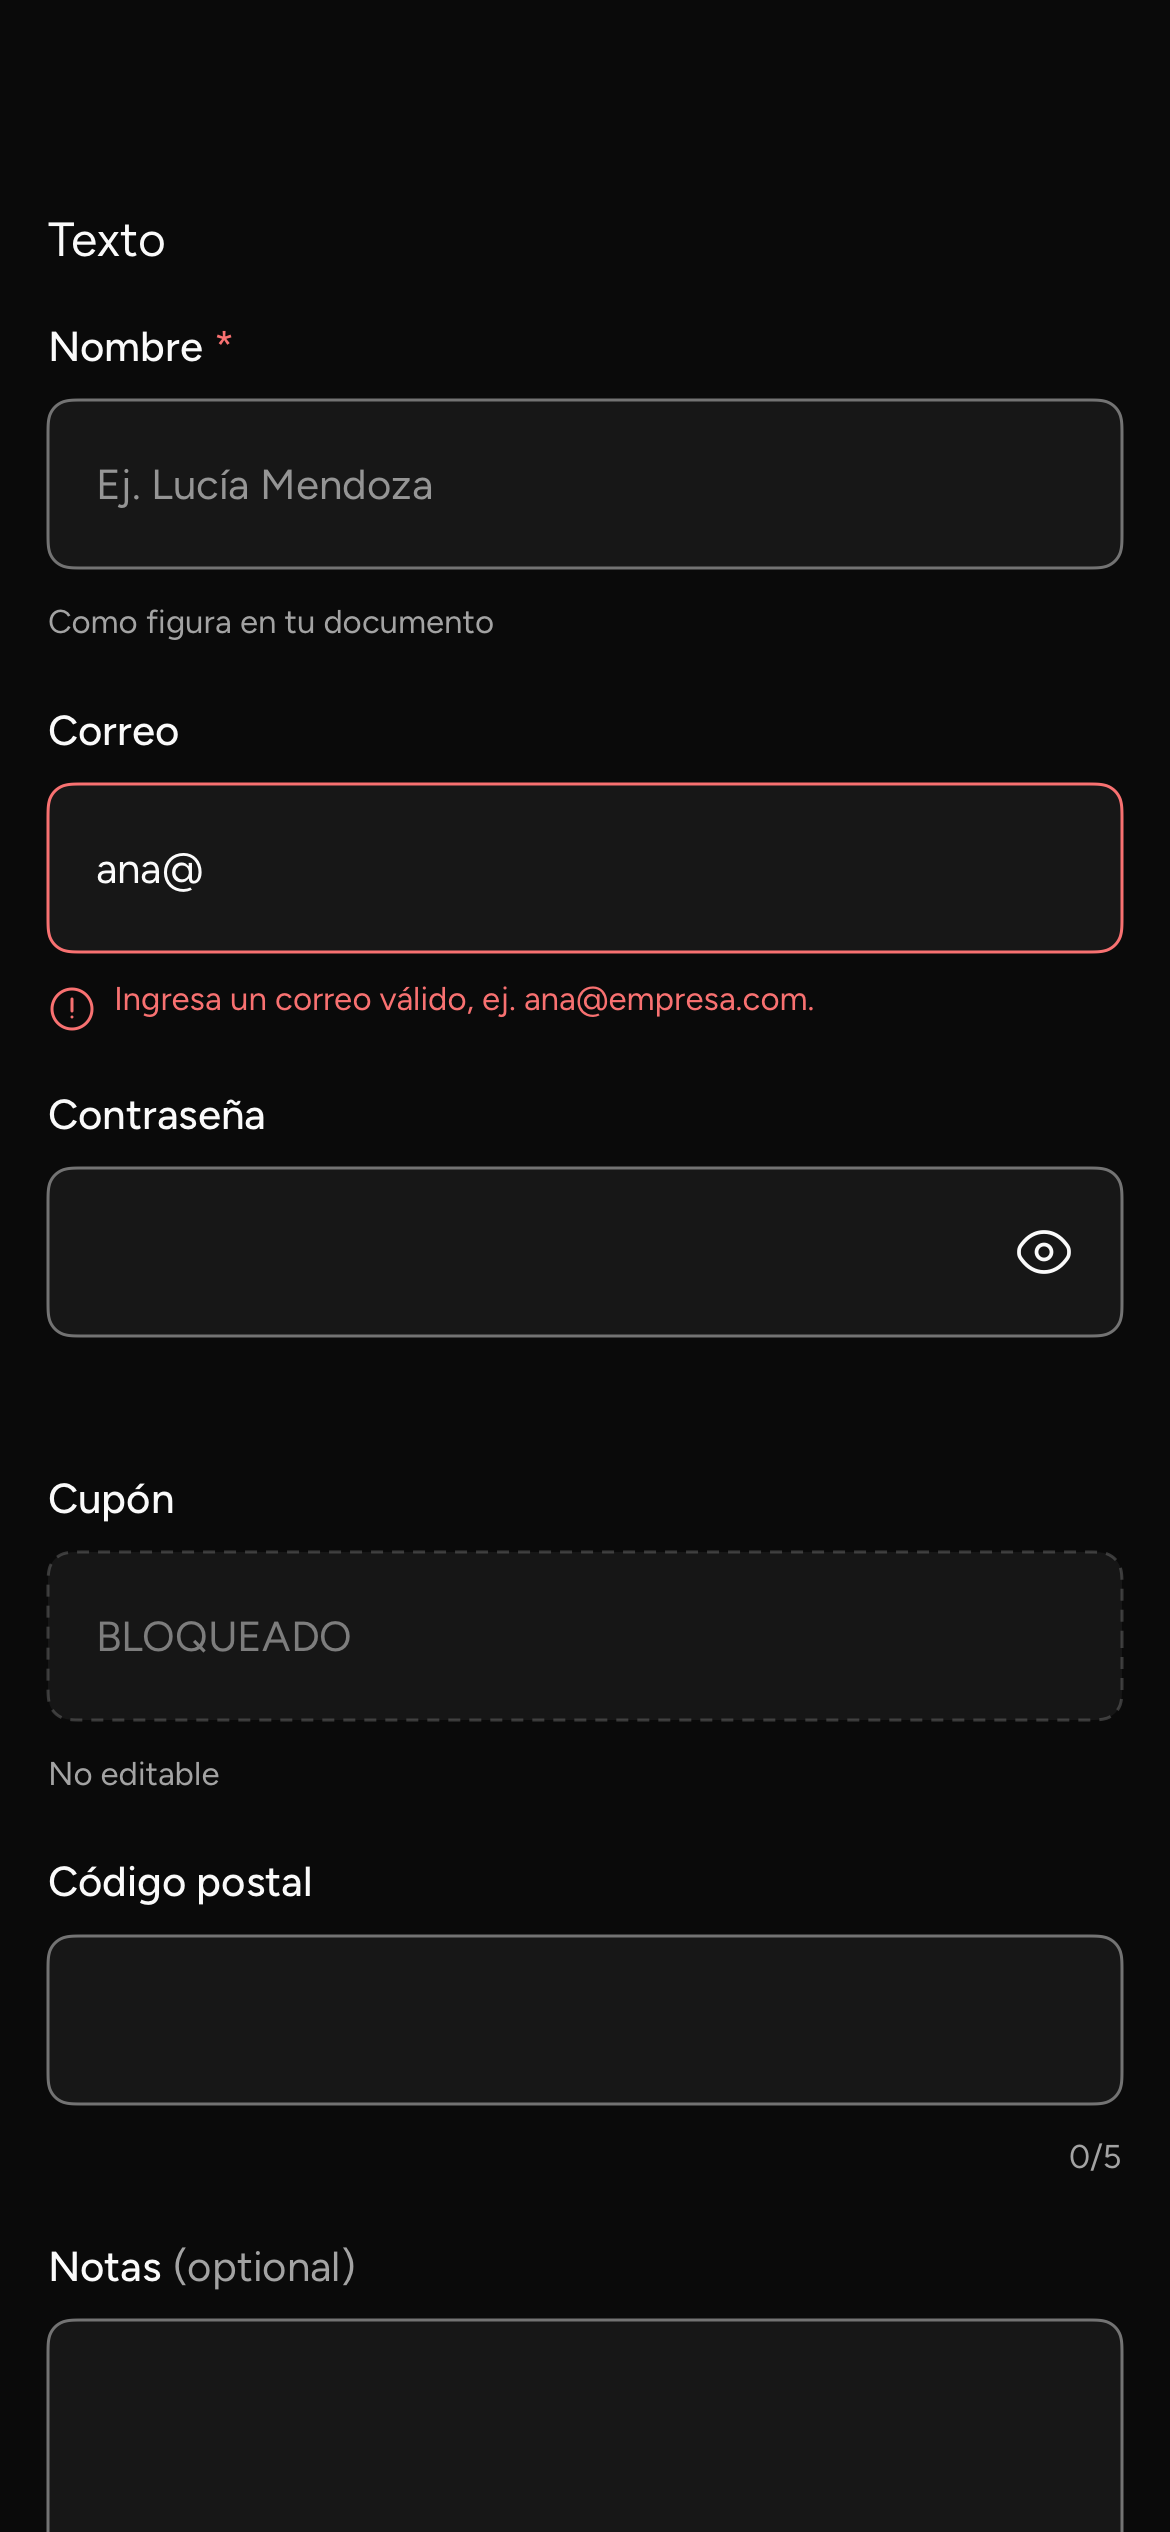 Texto
Nombre *
Ej. Lucía Mendoza
Como figura en tu documento
Correo
ana@
Ingresa un correo válido, ej. ana@empresa.com.
Contraseña
Cupón
BLOQUEADO
No editable
Código postal
0/5
Notas (optional)